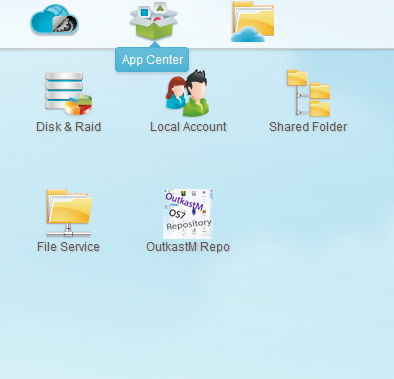 App Center
Disk & Raid
Local Account
Shared Folder
OutkastM
OS7
Repository
File Service
OutkastM Repo